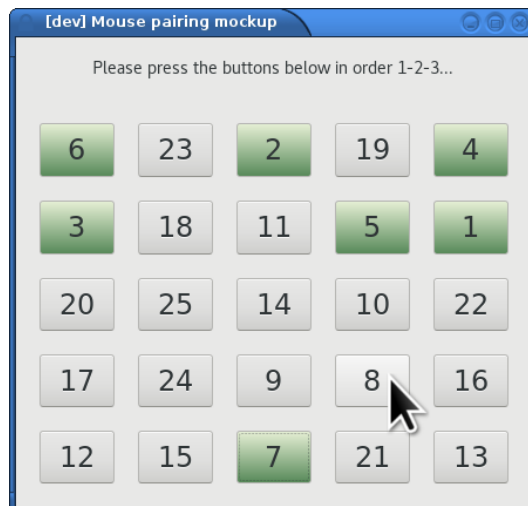 [dev] Mouse pairing mockup
Please press the buttons below in order 1-2-3...
6 23 2 19 4
3 18 11 5 1
20 25 14 10 22
17 24 9 8 16
12 15 7 21 13